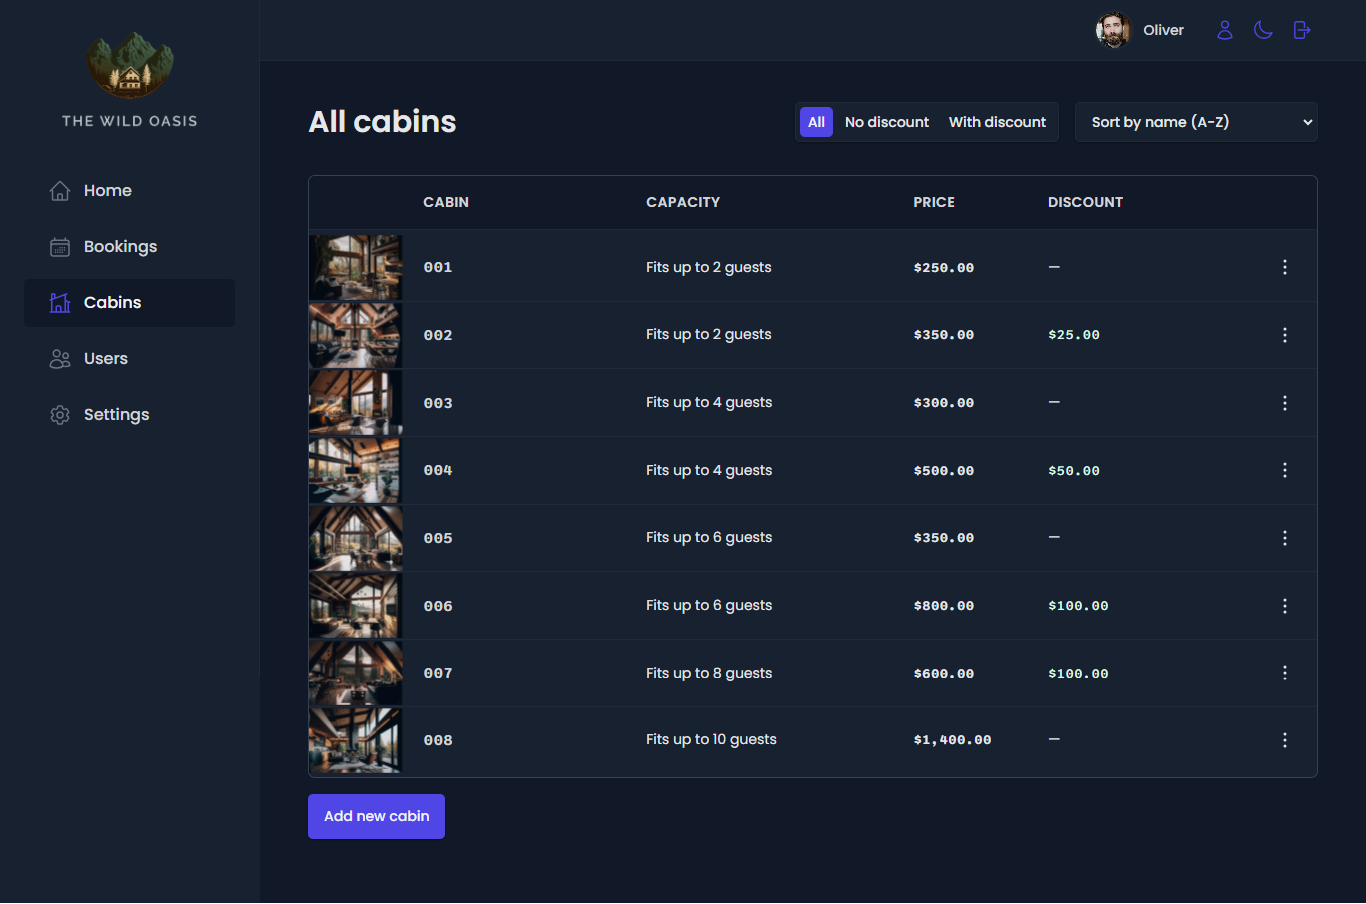 Oliver
THE WILD OASIS
Home
Bookings
Cabins
Users
Settings
All cabins
All No discount With discount Sort by name (A-Z)
CABIN CAPACITY PRICE DISCOUNT
001 Fits up to 2 guests $250.00 —
002 Fits up to 2 guests $350.00 $25.00
003 Fits up to 4 guests $300.00 —
004 Fits up to 4 guests $500.00 $50.00
005 Fits up to 6 guests $350.00 —
006 Fits up to 6 guests $800.00 $100.00
007 Fits up to 8 guests $600.00 $100.00
008 Fits up to 10 guests $1,400.00 —
Add new cabin